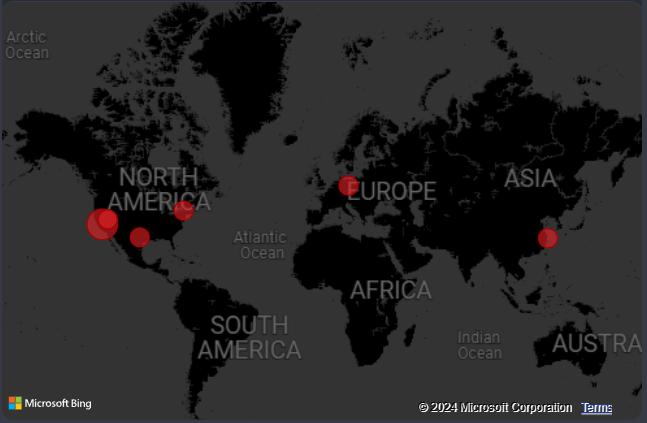 Arctic
Ocean
NORTH
AMERICA
EUROPE
ASIA
Atlantic
Ocean
AFRICA
SOUTH
AMERICA
Indian
Ocean
AUSTRA
Microsoft Bing
© 2024 Microsoft Corporation Terms